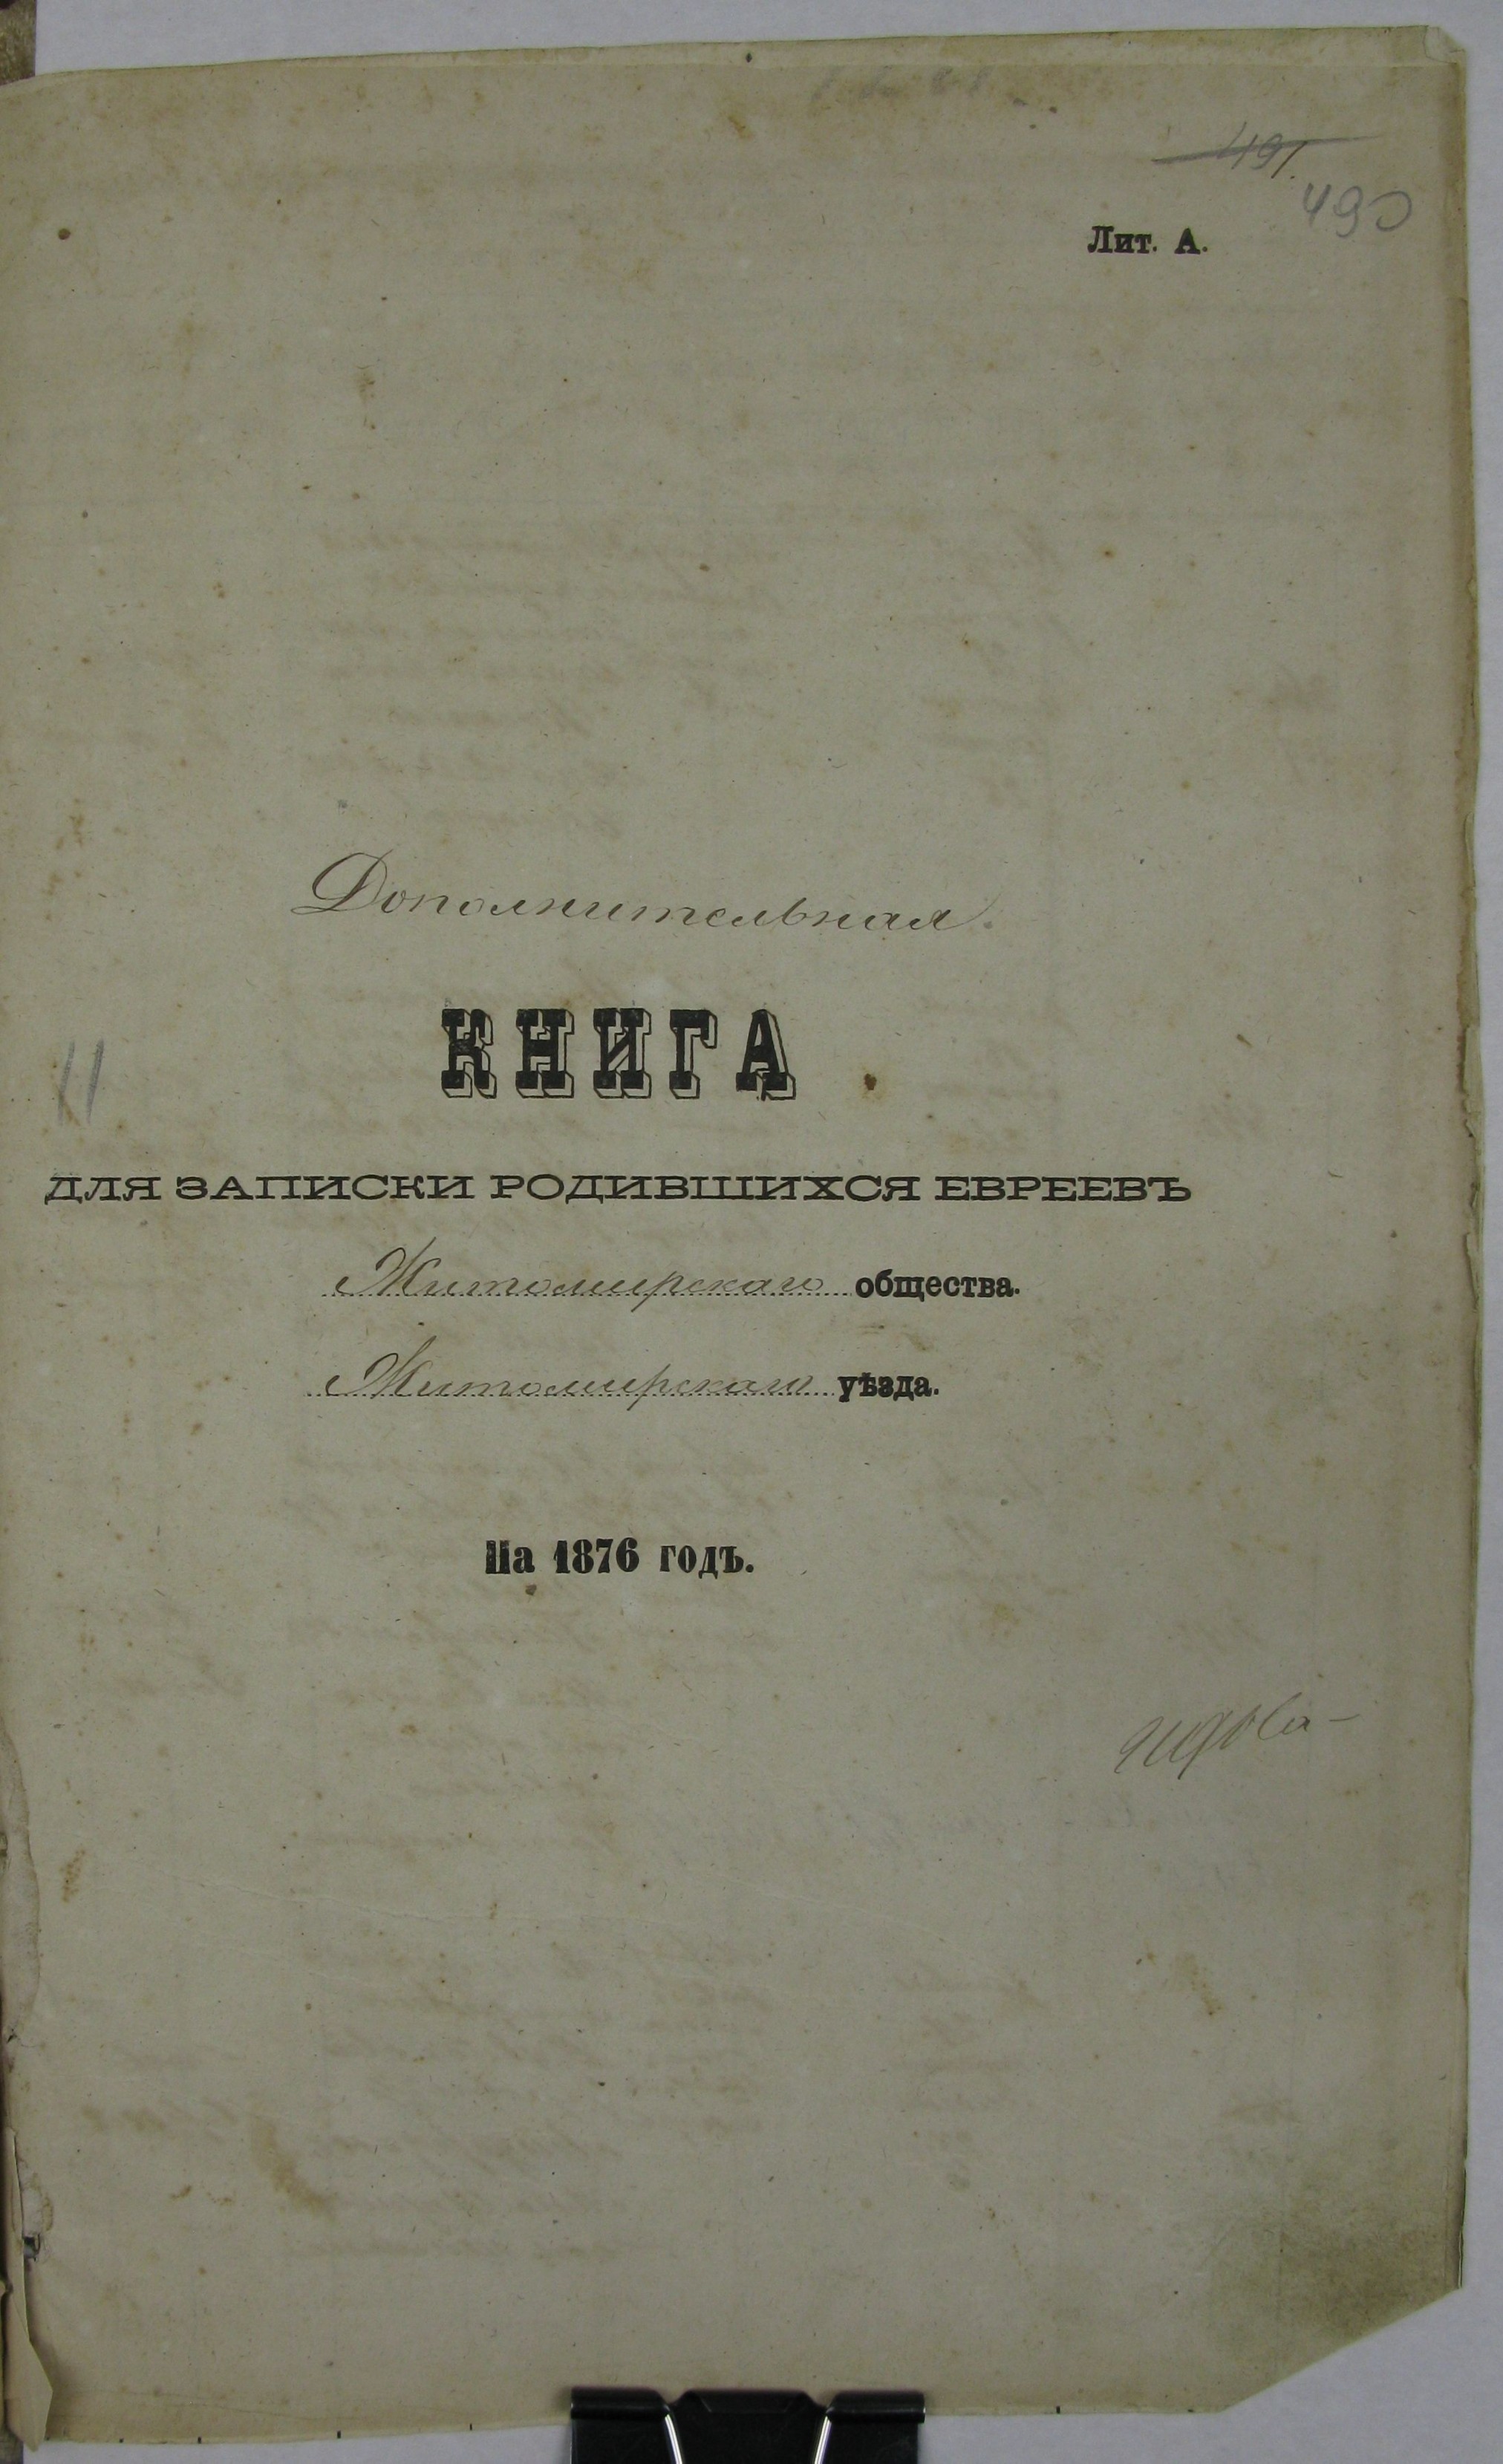 491.
490
Лит. А.
Дополнительная
КНИГА
ДЛЯ ЗАПИСКИ РОДИВШИХСЯ ЕВРЕЕВЪ
Житомирскаго общества.
Житомирскаго уѣзда.
На 1876 годъ.